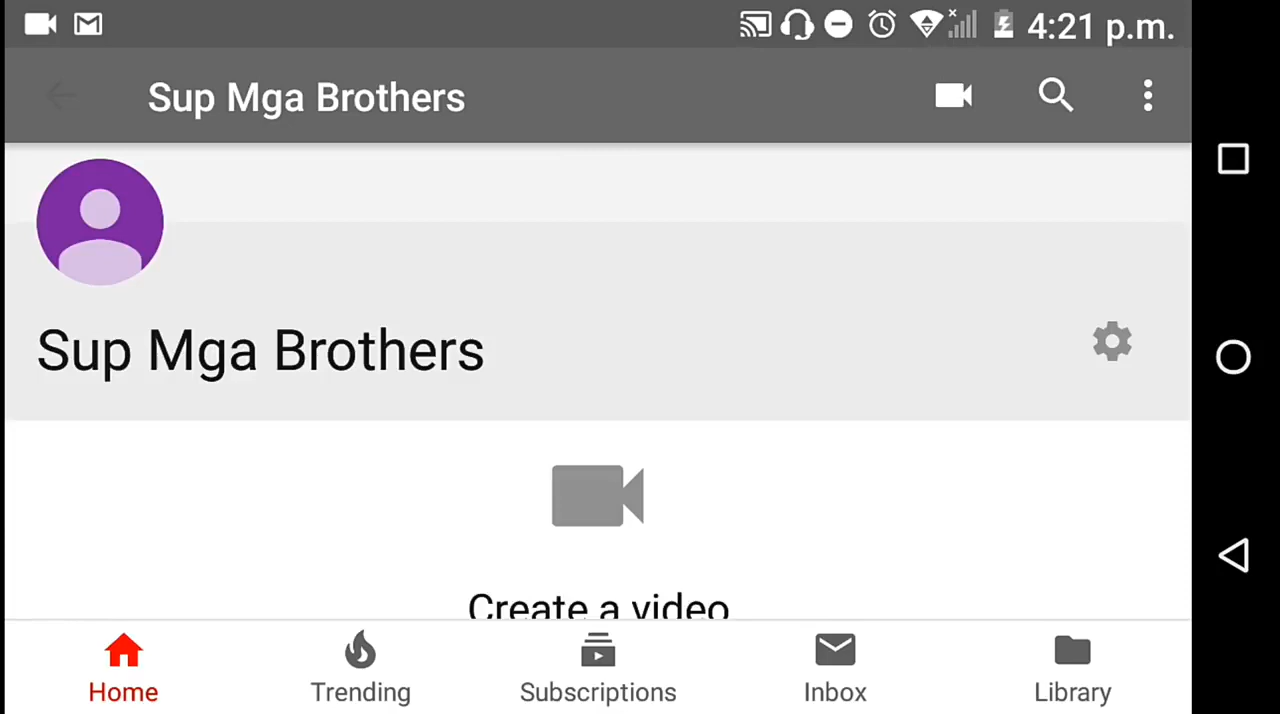 4:21 p.m.
Sup Mga Brothers
Sup Mga Brothers
Create a video
Home
Trending
Subscriptions
Inbox
Library